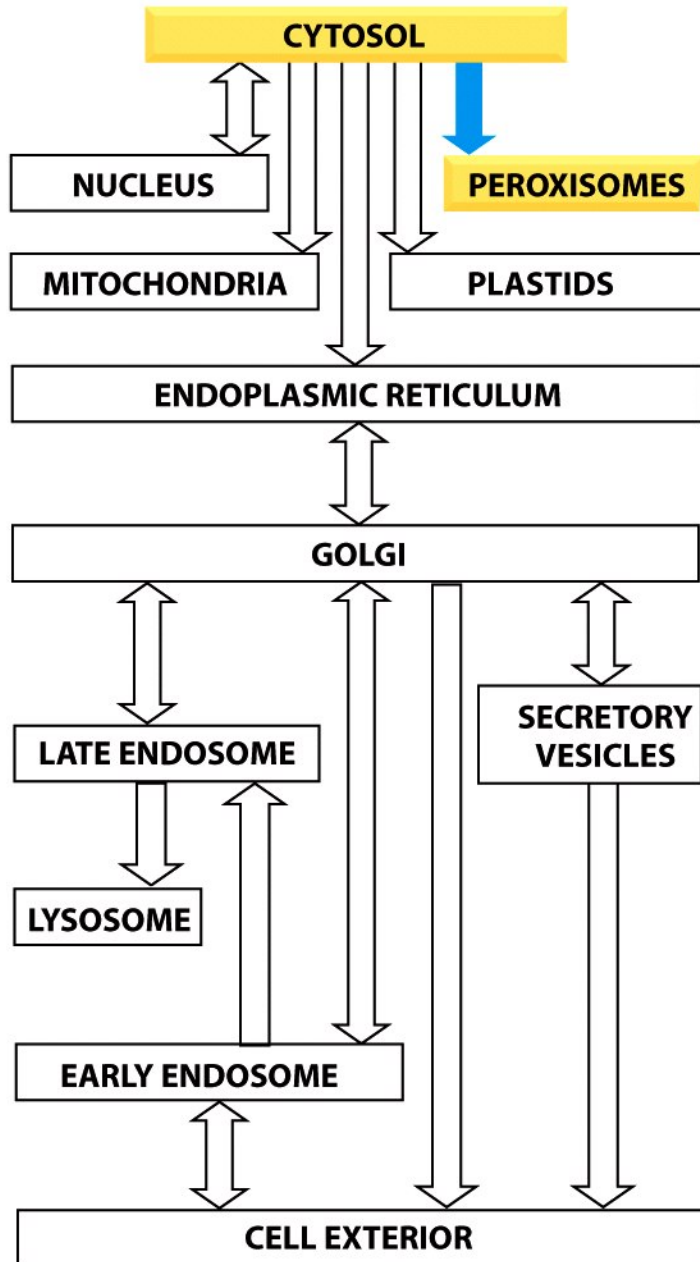 CYTOSOL
NUCLEUS
PEROXISOMES
MITOCHONDRIA
PLASTIDS
ENDOPLASMIC RETICULUM
GOLGI
SECRETORY
VESICLES
LATE ENDOSOME
LYSOSOME
EARLY ENDOSOME
CELL EXTERIOR